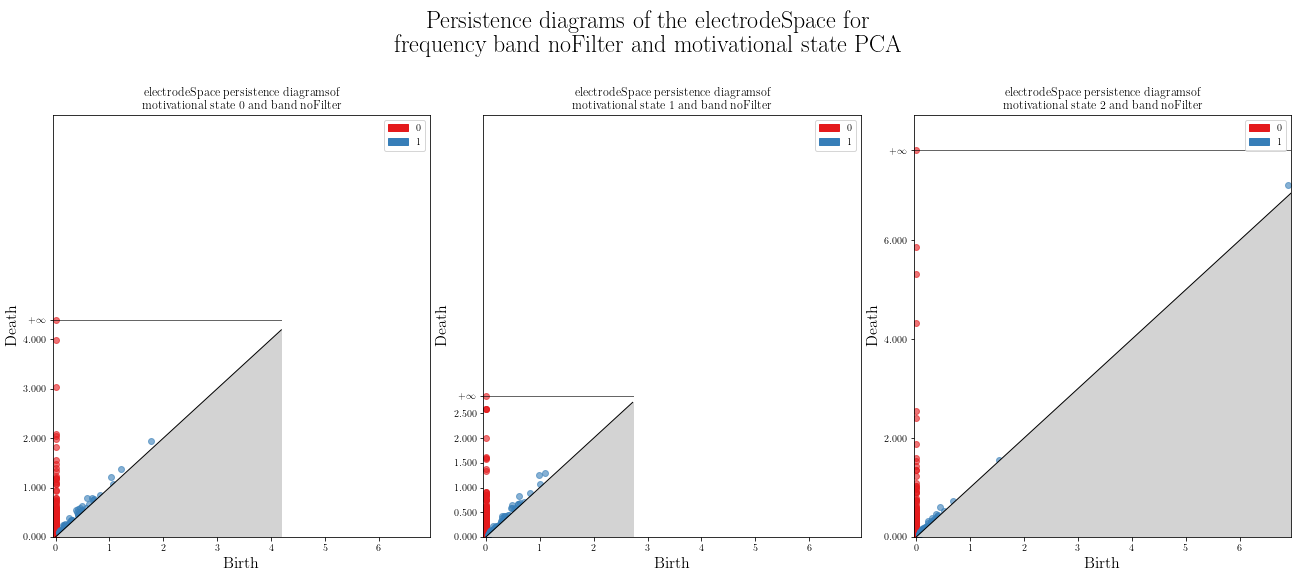 Persistence diagrams of the electrodeSpace for
frequency band noFilter and motivational state PCA
electrodeSpace persistence diagramsof
motivational state 0 and band noFilter
0
1
+∞
4.000
3.000
2.000
1.000
0.000
Death
0 1 2 3 4 5 6
Birth
electrodeSpace persistence diagramsof
motivational state 1 and band noFilter
0
1
+∞
2.500
2.000
1.500
1.000
0.500
0.000
Death
0 1 2 3 4 5 6
Birth
electrodeSpace persistence diagramsof
motivational state 2 and band noFilter
0
1
+∞
6.000
4.000
2.000
0.000
Death
0 1 2 3 4 5 6
Birth